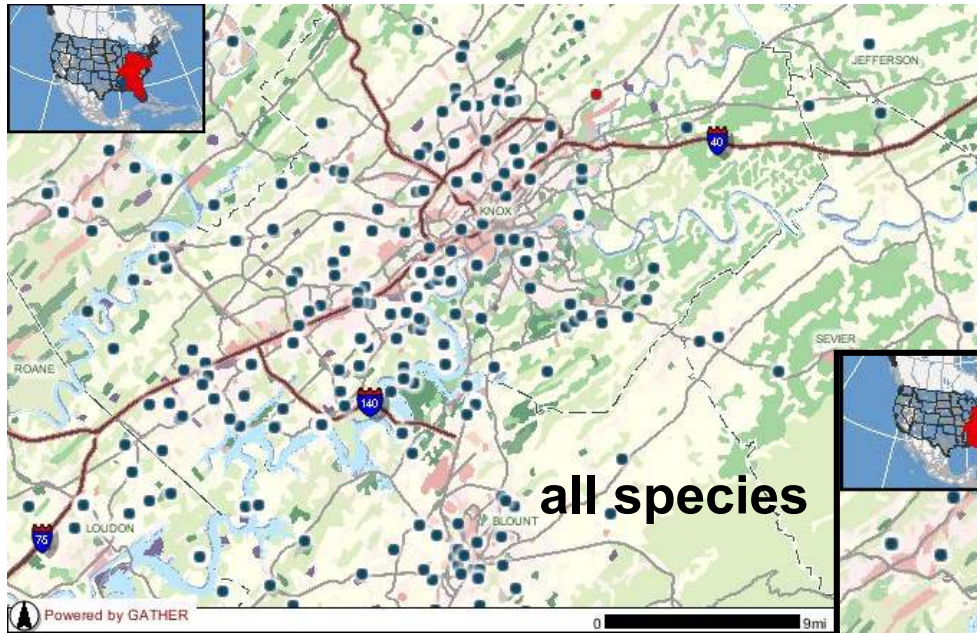 JEFFERSON
40
KNOX
SEVIER
ROANE
140
all species
BLOUNT
LOUDON
75
Powered by GATHER
0 9mi